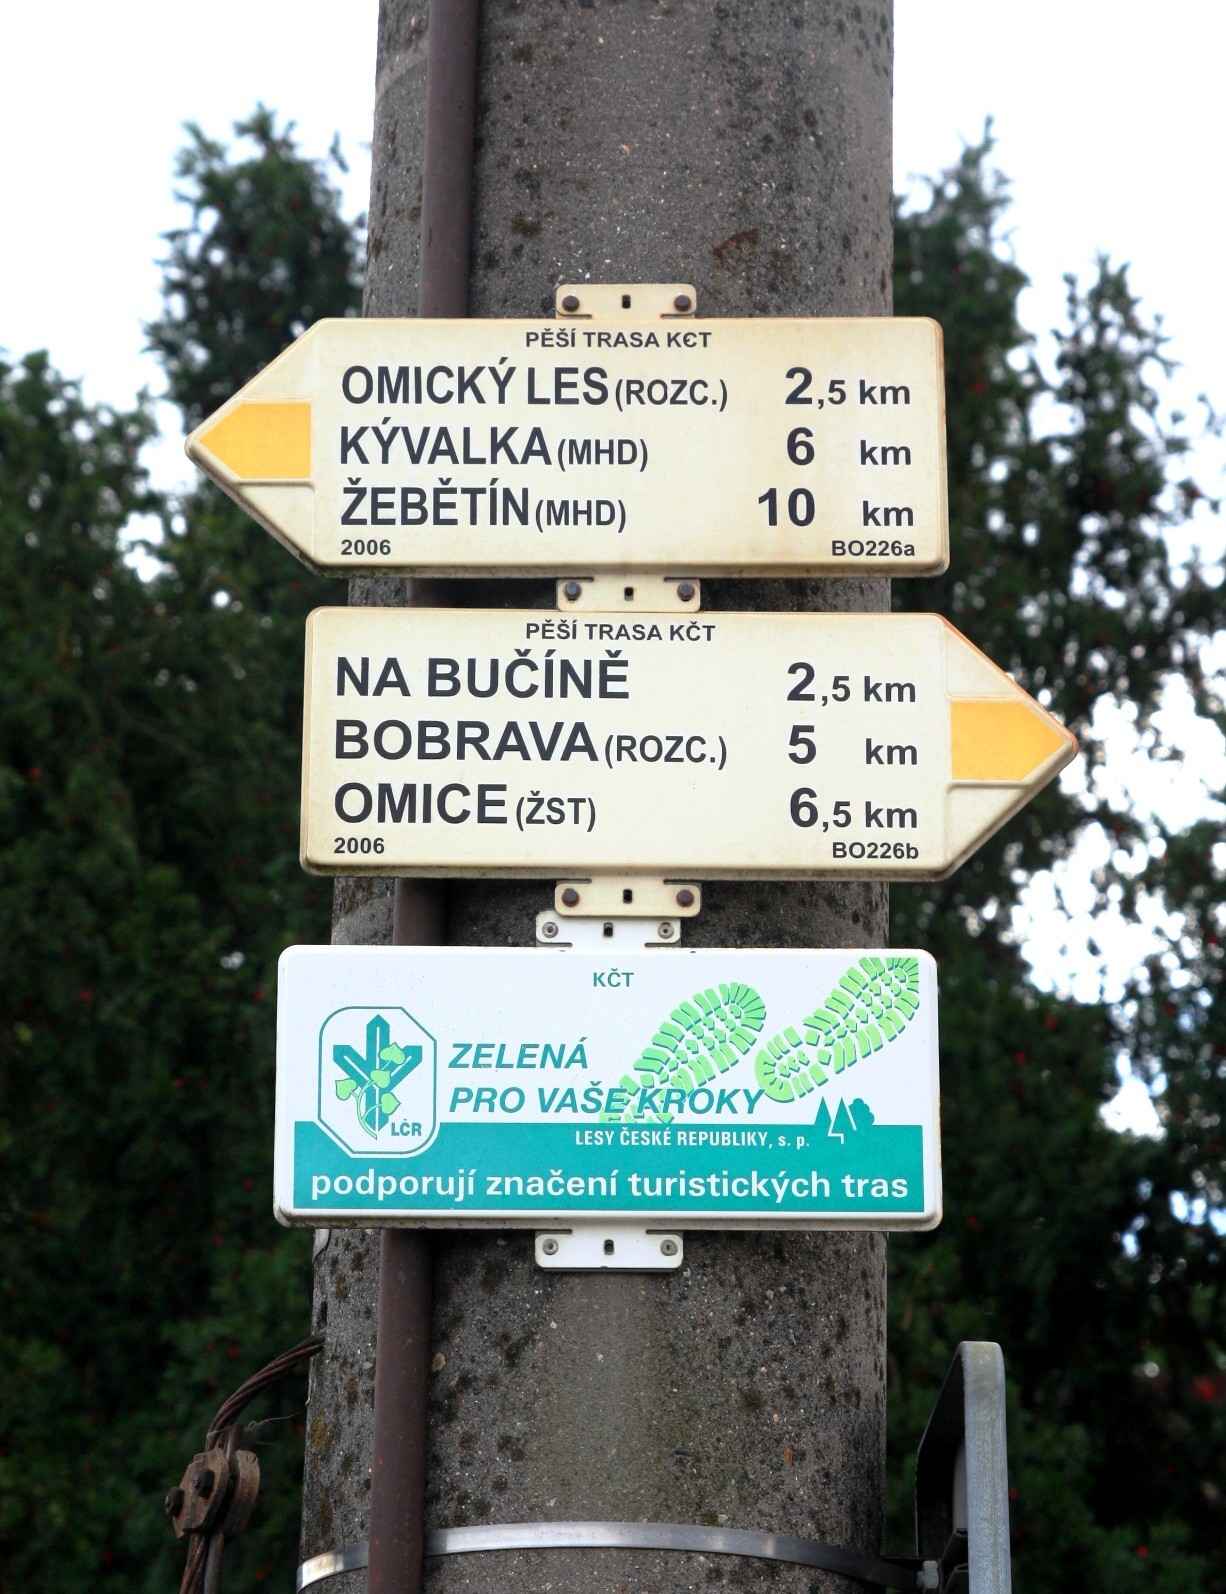 PĚŠÍ TRASA KČT
OMICKÝ LES (ROZC.) 2,5 km
KÝVALKA (MHD) 6 km
ŽEBĚTÍN (MHD) 10 km
2006 BO226a
PĚŠÍ TRASA KČT
NA BUČÍNĚ 2,5 km
BOBRAVA (ROZC.) 5 km
OMICE (ŽST) 6,5 km
2006 BO226b
KČT
ZELENÁ
PRO VAŠE KROKY
LČR
LESY ČESKÉ REPUBLIKY, s. p.
podporují značení turistických tras